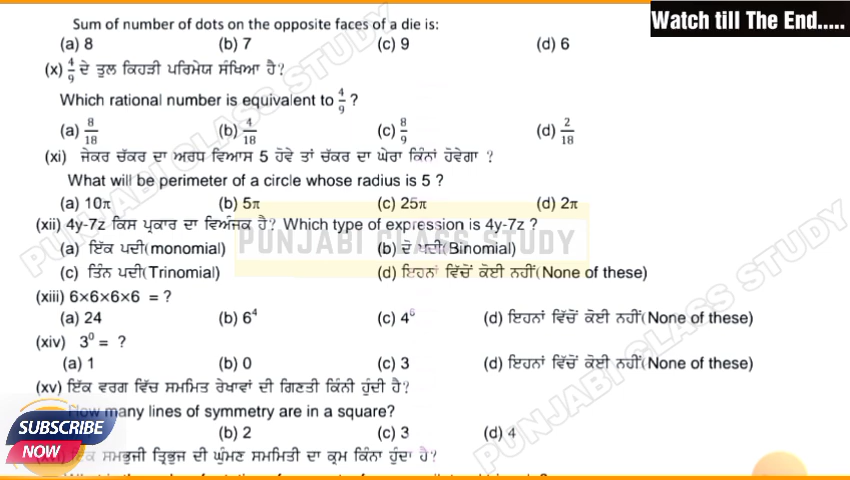 Watch till The End.....
Sum of number of dots on the opposite faces of a die is:
(a) 8 (b) 7 (c) 9 (d) 6
(x) 4/9 ਦੇ ਤੁਲ ਕਿਹੜੀ ਪਰਿਮੇਯ ਸੰਖਿਆ ਹੈ?
Which rational number is equivalent to 4/9 ?
(a) 8/18 (b) 4/18 (c) 8/9 (d) 2/18
(xi) ਜੇਕਰ ਚੱਕਰ ਦਾ ਅਰਧ ਵਿਆਸ 5 ਹੋਵੇ ਤਾਂ ਚੱਕਰ ਦਾ ਘੇਰਾ ਕਿੰਨਾਂ ਹੋਵੇਗਾ ?
What will be perimeter of a circle whose radius is 5 ?
(a) 10π (b) 5π (c) 25π (d) 2π
(xii) 4y-7z ਕਿਸ ਪ੍ਰਕਾਰ ਦਾ ਵਿਅੰਜਕ ਹੈ? Which type of expression is 4y-7z ?
(a) ਇੱਕ ਪਦੀ(monomial) (b) ਦੋ ਪਦੀ(Binomial)
(c) ਤਿੰਨ ਪਦੀ(Trinomial) (d) ਇਹਨਾਂ ਵਿੱਚੋਂ ਕੋਈ ਨਹੀਂ(None of these)
(xiii) 6×6×6×6 = ?
(a) 24 (b) 6⁴ (c) 4⁶ (d) ਇਹਨਾਂ ਵਿੱਚੋਂ ਕੋਈ ਨਹੀਂ(None of these)
(xiv) 3⁰ = ?
(a) 1 (b) 0 (c) 3 (d) ਇਹਨਾਂ ਵਿੱਚੋਂ ਕੋਈ ਨਹੀਂ(None of these)
(xv) ਇੱਕ ਵਰਗ ਵਿੱਚ ਸਮਮਿਤ ਰੇਖਾਵਾਂ ਦੀ ਗਿਣਤੀ ਕਿੰਨੀ ਹੁੰਦੀ ਹੈ?
How many lines of symmetry are in a square?
(b) 2 (c) 3 (d) 4
ਇੱਕ ਸਮਭੁਜੀ ਤ੍ਰਿਭੁਜ ਦੀ ਘੁੰਮਣ ਸਮਮਿਤੀ ਦਾ ਕ੍ਰਮ ਕਿੰਨਾ ਹੁੰਦਾ ਹੈ?
SUBSCRIBE
NOW
PUNJABI CLASS STUDY
PUNJABI CLASS STUDY
PUNJABI CLASS STUDY